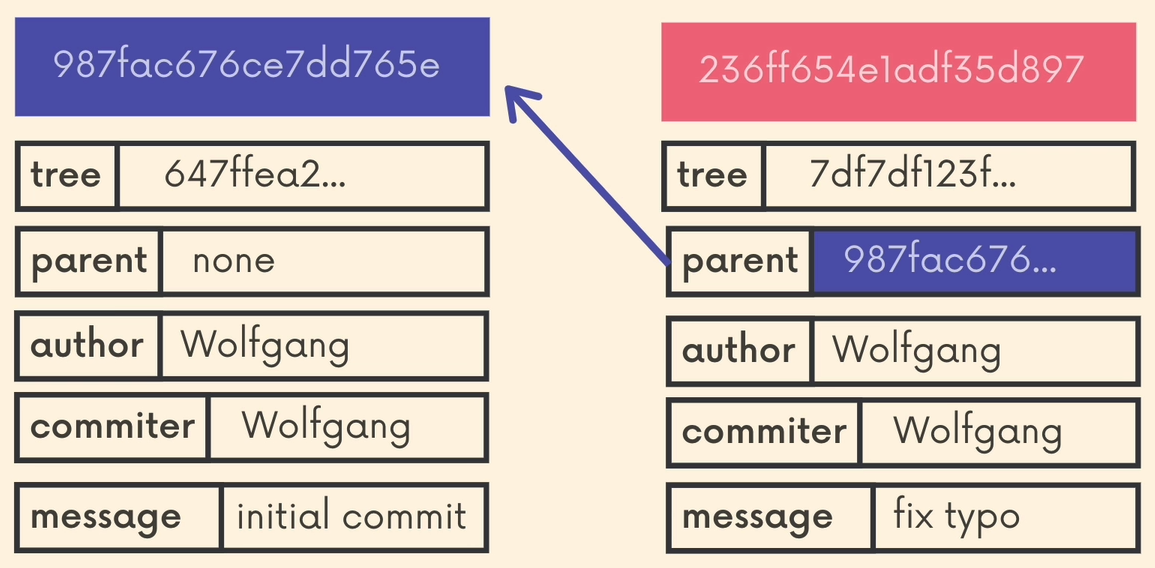 987fac676ce7dd765e
tree 647ffea2...
parent none
author Wolfgang
commiter Wolfgang
message initial commit
236ff654e1adf35d897
tree 7df7df123f...
parent 987fac676...
author Wolfgang
commiter Wolfgang
message fix typo